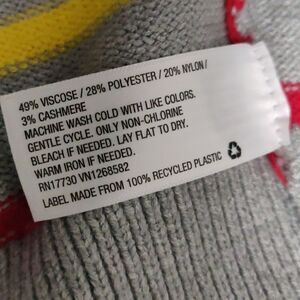 49% VISCOSE / 28% POLYESTER / 20% NYLON /
3% CASHMERE
MACHINE WASH COLD WITH LIKE COLORS.
GENTLE CYCLE. ONLY NON-CHLORINE
BLEACH IF NEEDED. LAY FLAT TO DRY.
WARM IRON IF NEEDED.
RN17730 VN1268582
LABEL MADE FROM 100% RECYCLED PLASTIC